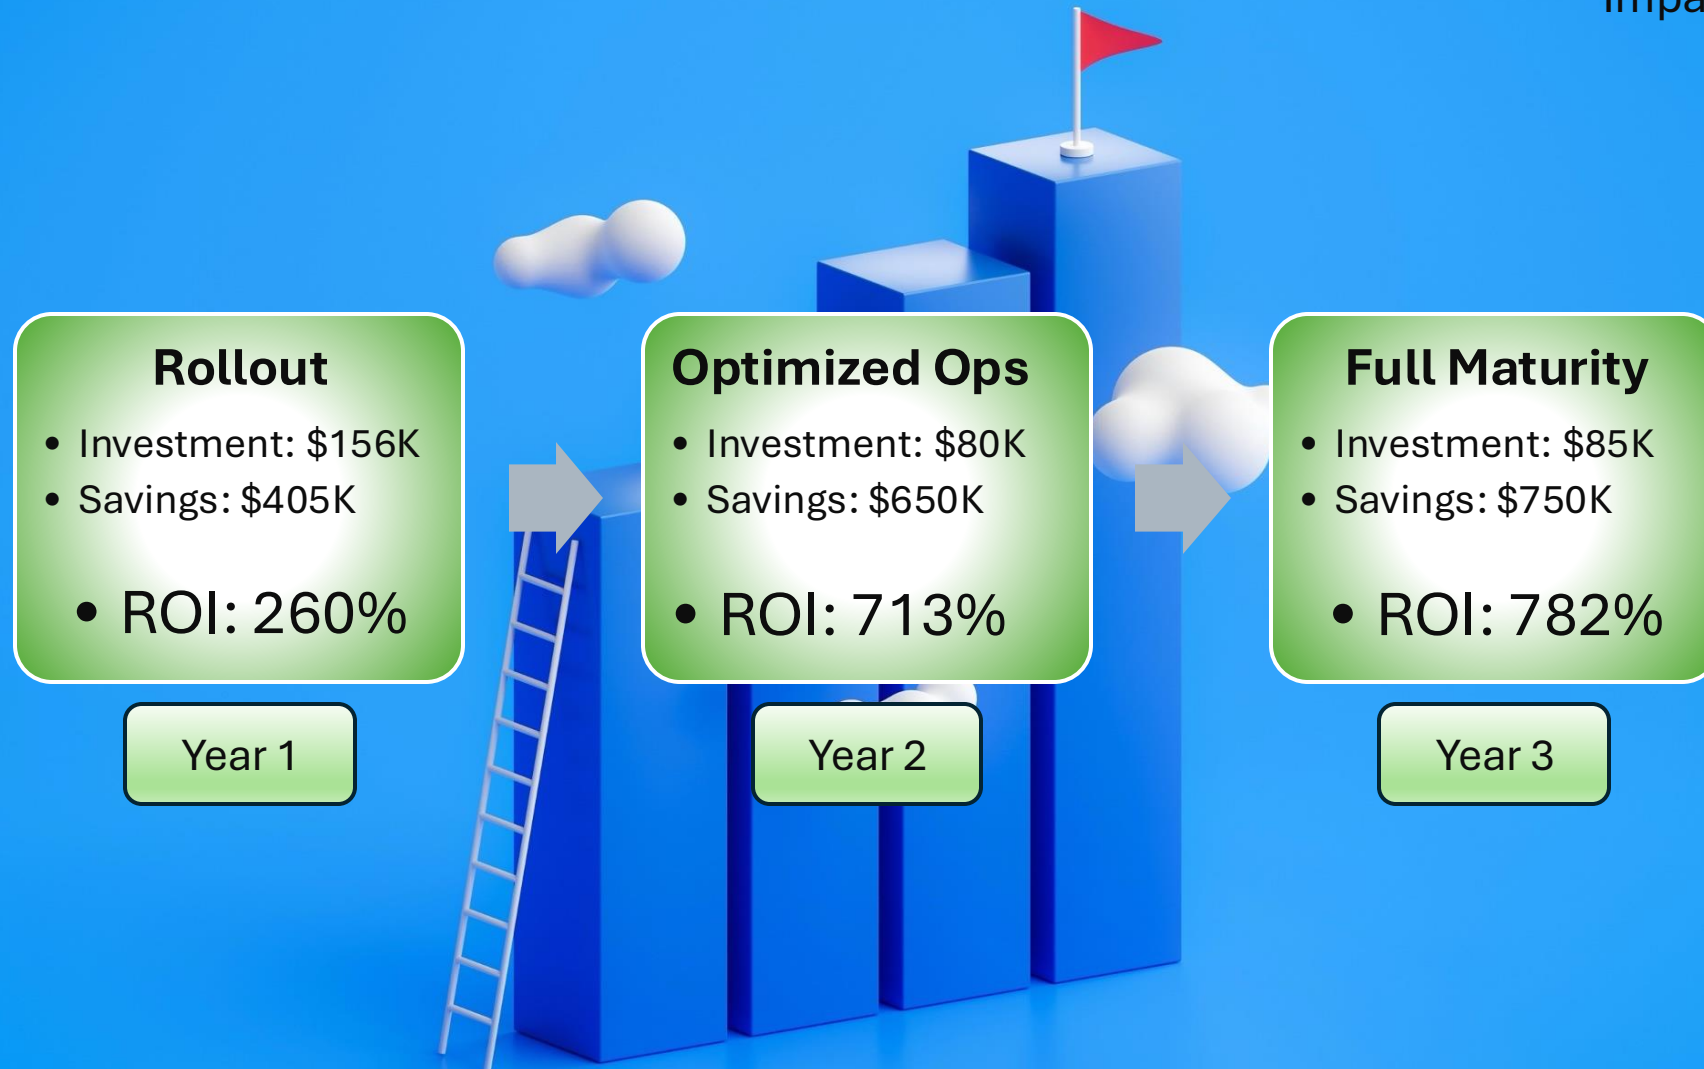 Rollout
• Investment: $156K
• Savings: $405K
• ROI: 260%
Year 1
Optimized Ops
• Investment: $80K
• Savings: $650K
• ROI: 713%
Year 2
Full Maturity
• Investment: $85K
• Savings: $750K
• ROI: 782%
Year 3